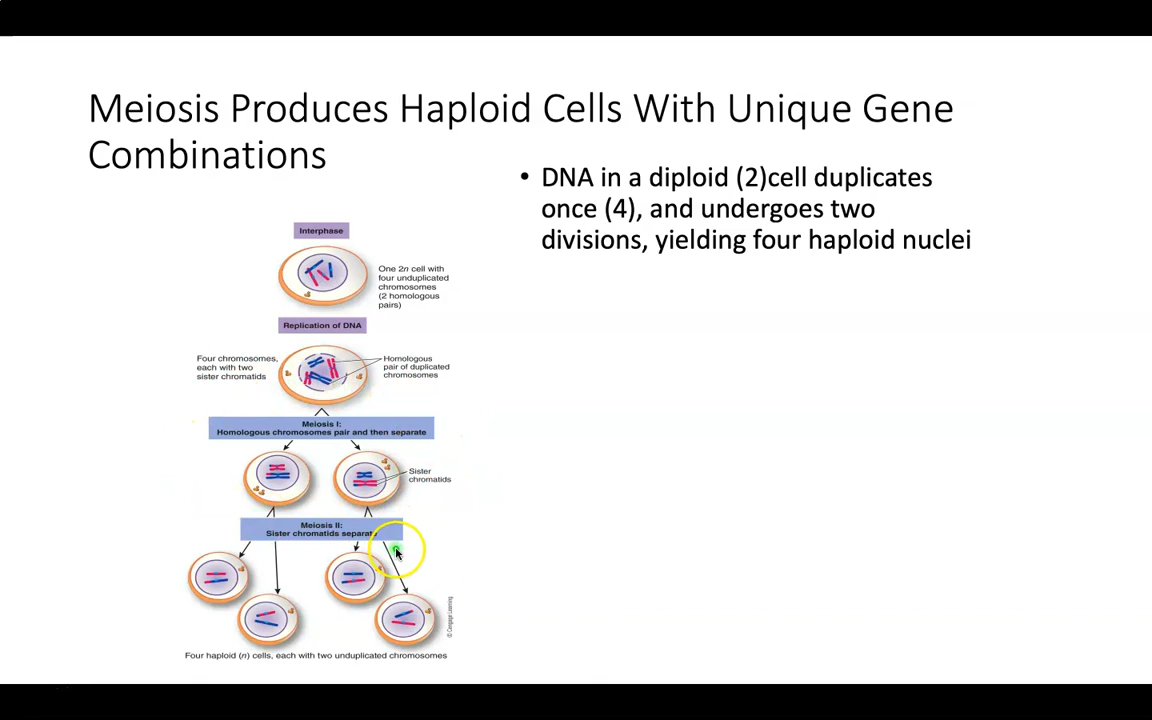 Meiosis Produces Haploid Cells With Unique Gene
Combinations
• DNA in a diploid (2)cell duplicates
once (4), and undergoes two
divisions, yielding four haploid nuclei
Interphase
One 2n cell with
four unduplicated
chromosomes
(2 homologous
pairs)
Replication of DNA
Four chromosomes,
each with two
sister chromatids
Homologous
pair of duplicated
chromosomes
Meiosis I:
Homologous chromosomes pair and then separate
Sister
chromatids
Meiosis II:
Sister chromatids separate
© Cengage Learning
Four haploid (n) cells, each with two unduplicated chromosomes